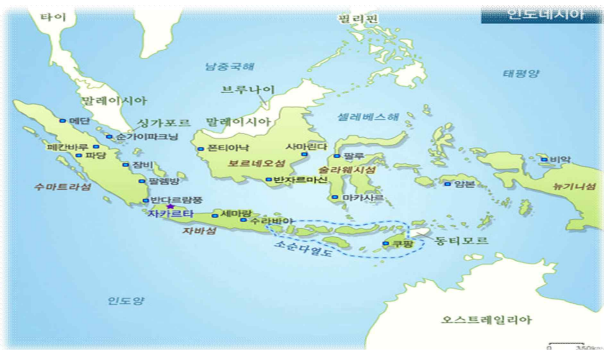 인도네시아
타이
필리핀
남중국해
태평양
브루나이
말레이시아
싱가포르
말레이시아
셀레베스해
메단
순가이파크닝
페칸바루
파당
폰티아낙
사마린다
팔루
비악
보르네오섬
술라웨시섬
잠비
팔렘방
반자르마신
암본
뉴기니섬
수마트라섬
마카사르
반다르람풍
자카르타
세마랑
수라바야
자바섬
소순다열도
쿠팡
동티모르
인도양
오스트레일리아